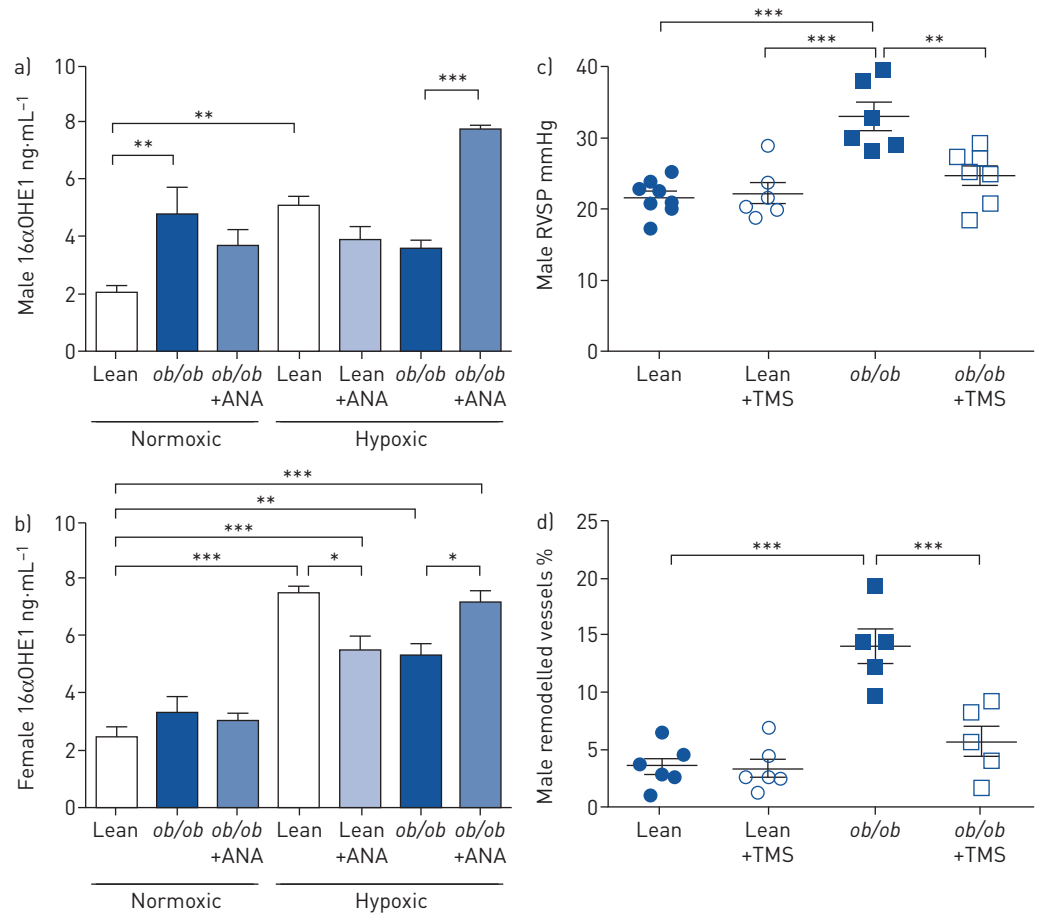 a)
Male 16αOHE1 ng·mL⁻¹
10
8
6
4
2
0
**
**
***
Lean ob/ob ob/ob +ANA Lean Lean +ANA ob/ob ob/ob +ANA
Normoxic Hypoxic
b)
Female 16αOHE1 ng·mL⁻¹
10
8
6
4
2
0
***
**
***
***
*
*
Lean ob/ob ob/ob +ANA Lean Lean +ANA ob/ob ob/ob +ANA
Normoxic Hypoxic
c)
Male RVSP mmHg
40
30
20
10
0
***
***
**
Lean Lean +TMS ob/ob ob/ob +TMS
d)
Male remodelled vessels %
25
20
15
10
5
0
***
***
Lean Lean +TMS ob/ob ob/ob +TMS